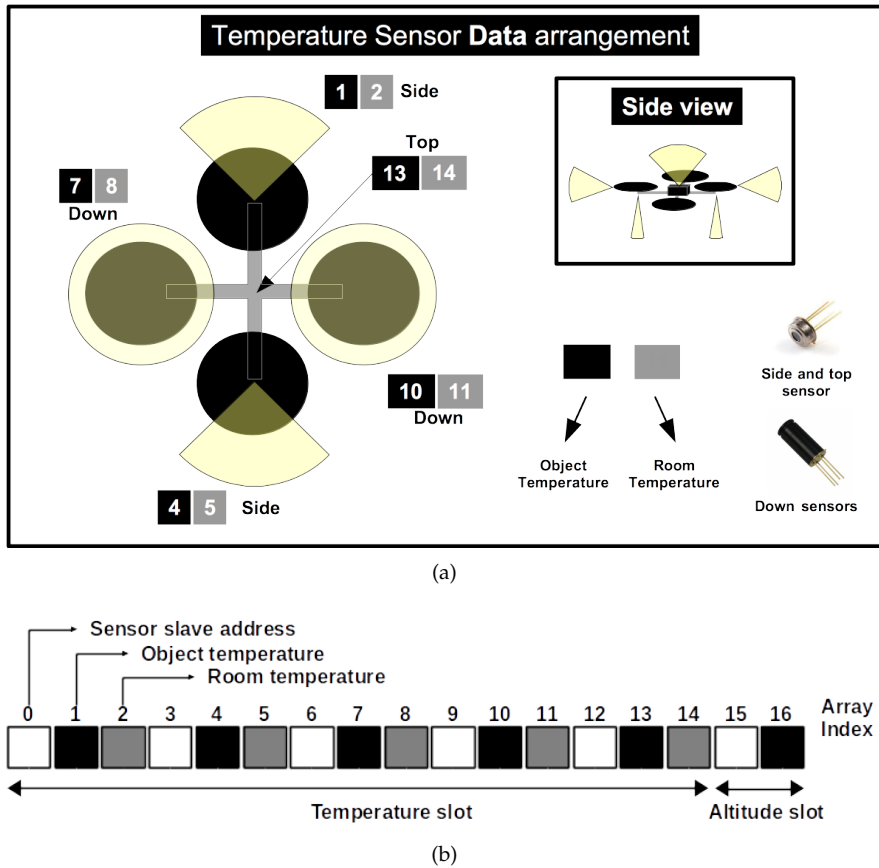 Temperature Sensor Data arrangement
1 2 Side
Side view
Top
13 14
7 8
Down
10 11
Down
Side and top
sensor
Object
Temperature
Room
Temperature
4 5 Side
Down sensors
(a)
Sensor slave address
Object temperature
Room temperature
0 1 2 3 4 5 6 7 8 9 10 11 12 13 14 15 16
Array
Index
Temperature slot
Altitude slot
(b)